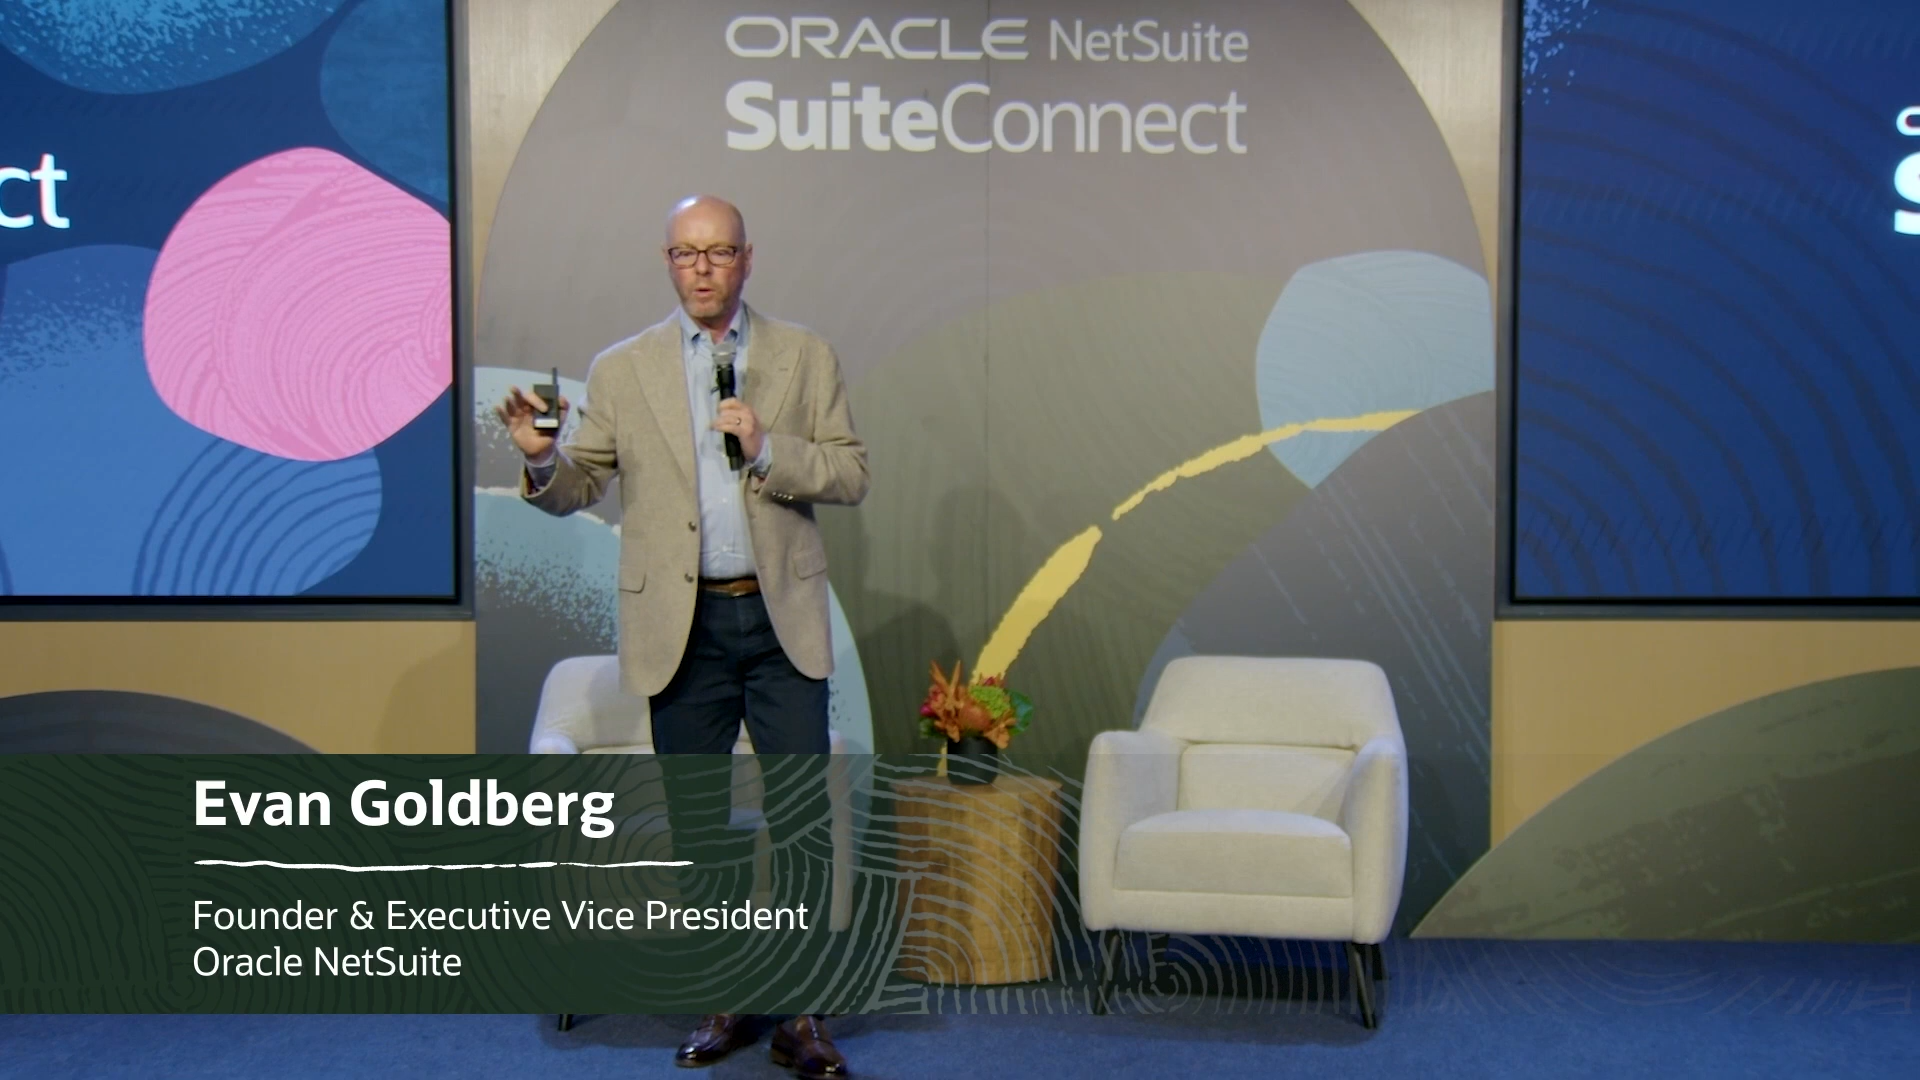 ORACLE NetSuite
SuiteConnect
ct
Evan Goldberg
Founder & Executive Vice President
Oracle NetSuite